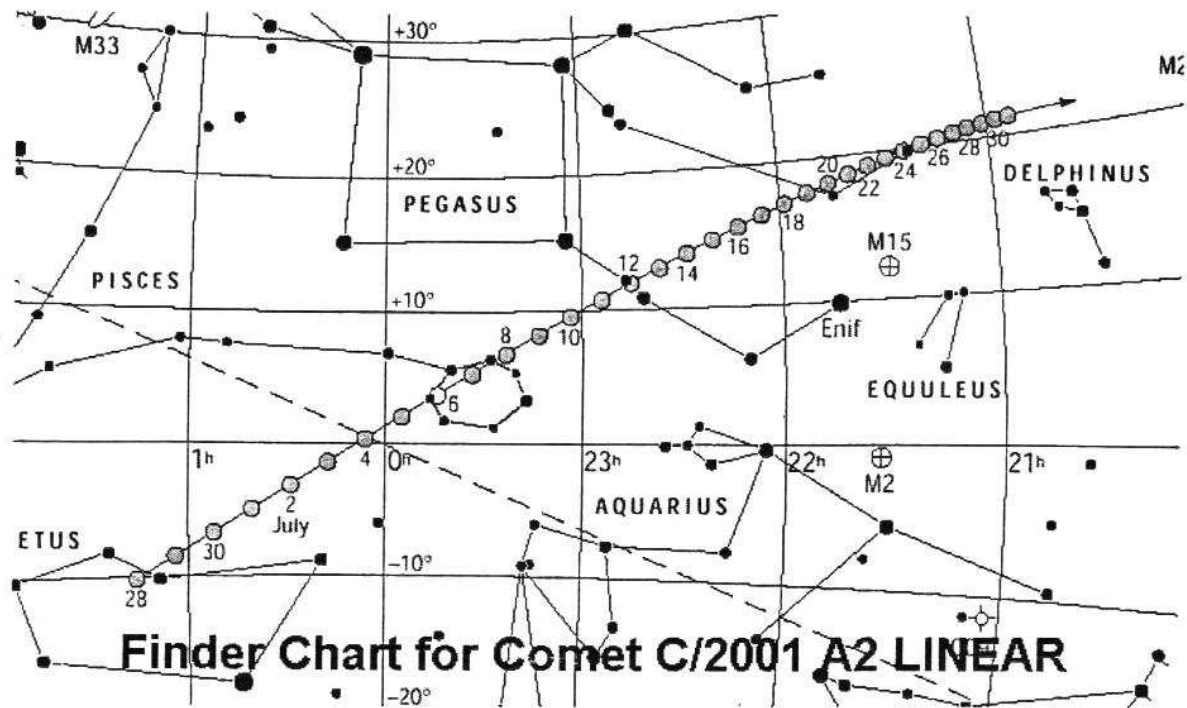 +30°
M33
M2
30
28
26
24
22
20
+20°
DELPHINUS
PEGASUS
18
16
M15
14
12
PISCES
+10°
10
8
Enif
6
EQUULEUS
4
1h
0h
23h
22h
21h
M2
2
July
AQUARIUS
30
ETUS
-10°
28
Finder Chart for Comet C/2001 A2 LINEAR
-20°